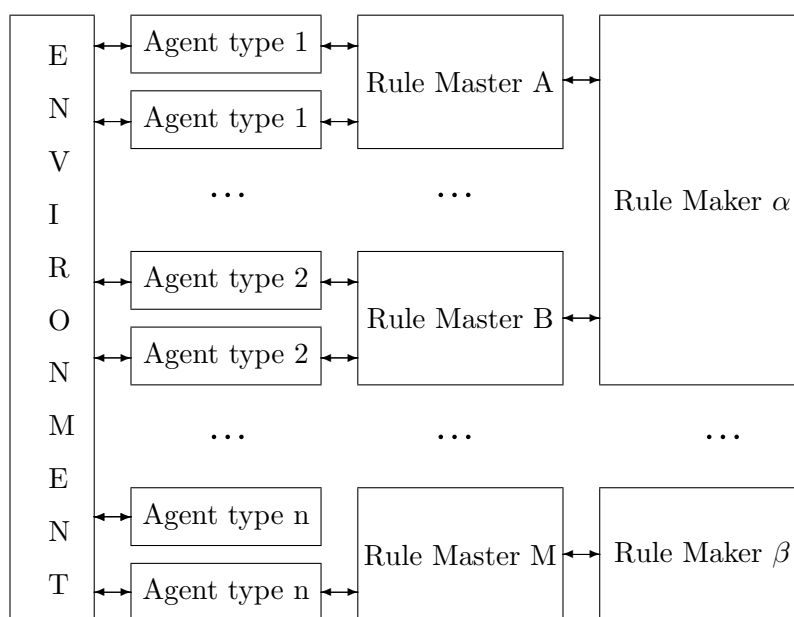 ENVIRONMENT
Agent type 1
Agent type 1
...
Agent type 2
Agent type 2
...
Agent type n
Agent type n
Rule Master A
...
Rule Master B
...
Rule Master M
Rule Maker α
...
Rule Maker β